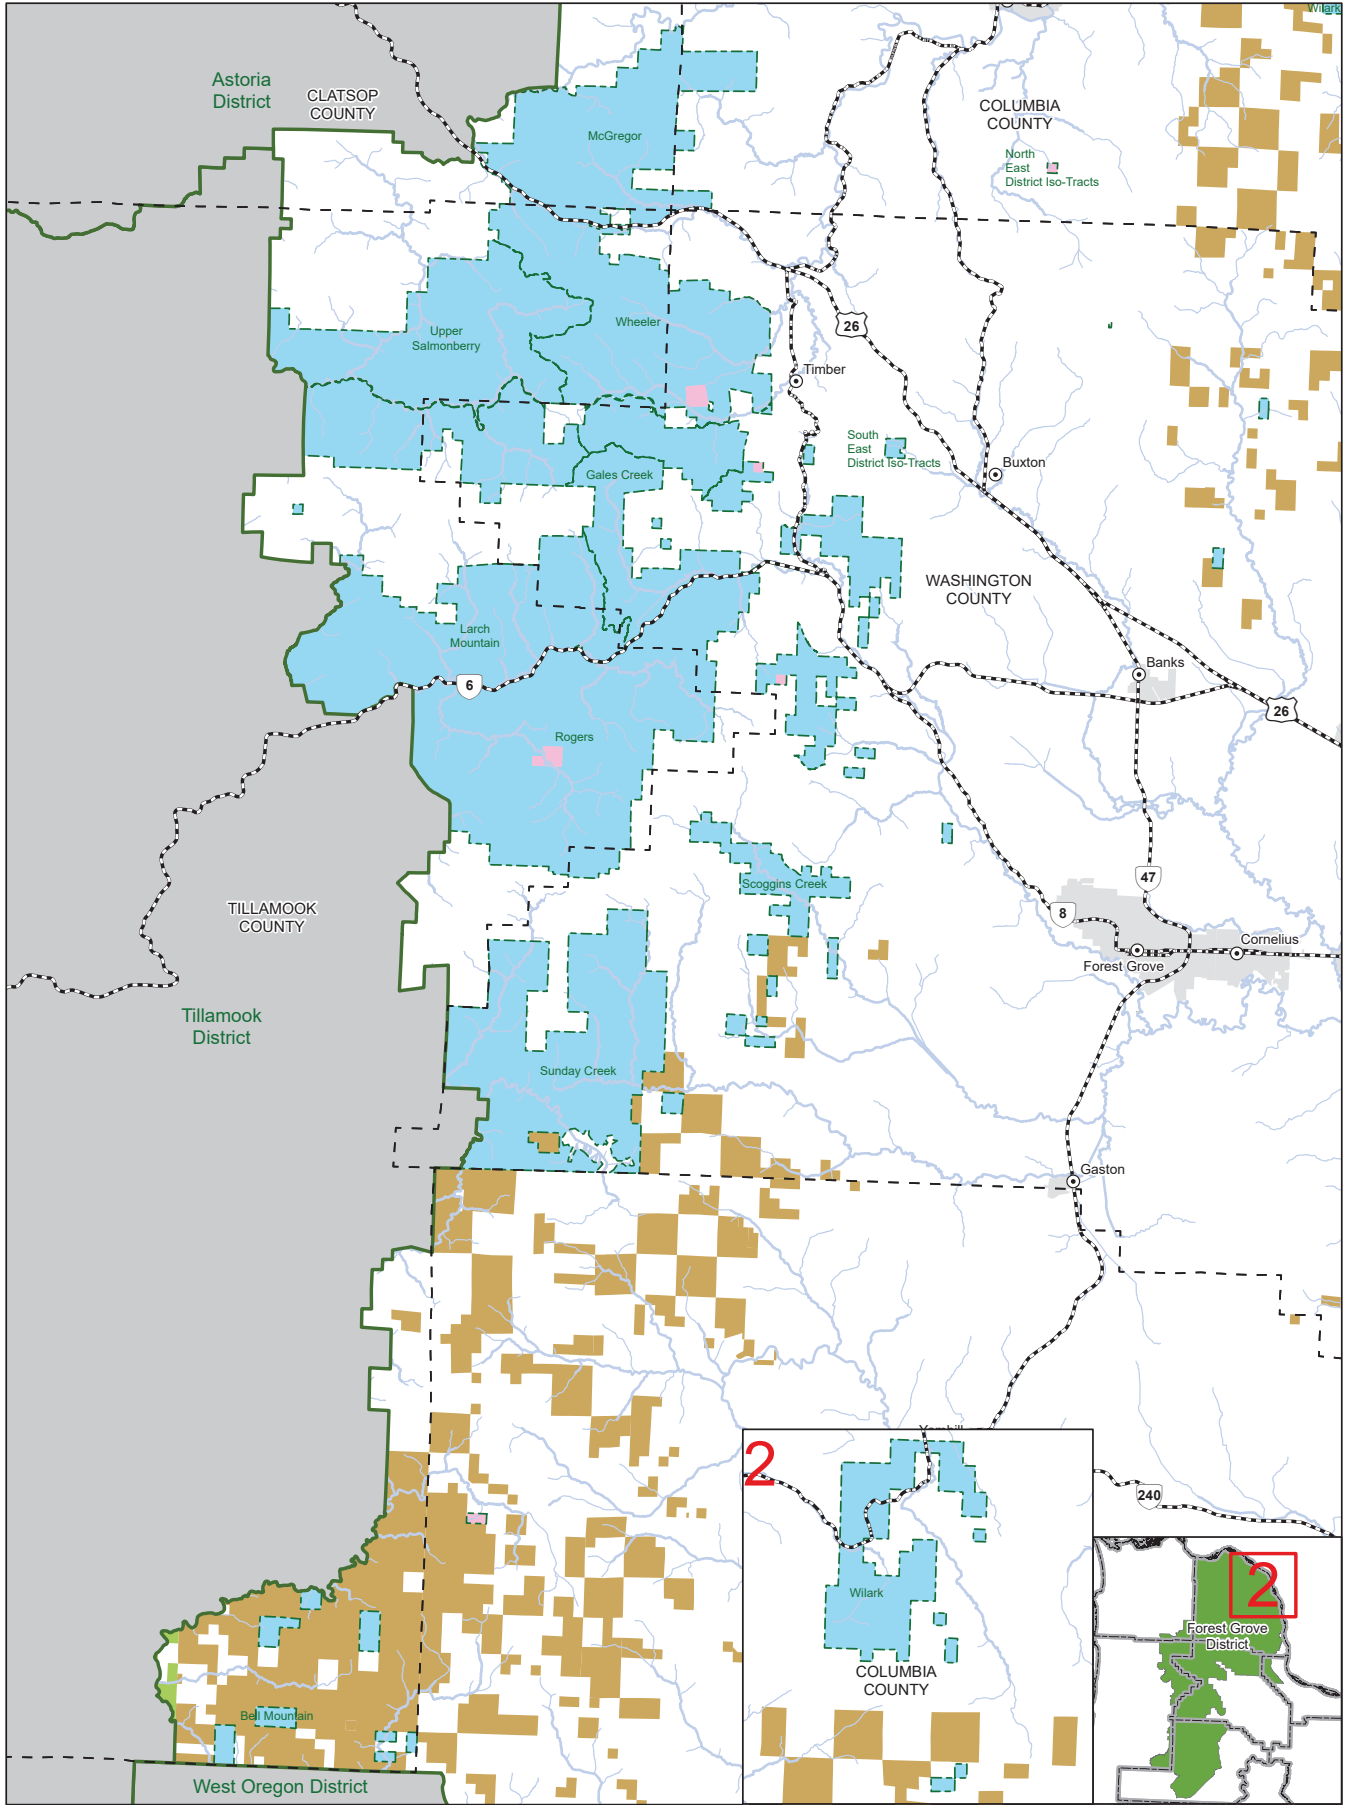 Wilark
Astoria
District
CLATSOP
COUNTY
McGregor
COLUMBIA
COUNTY
North
East
District Iso-Tracts
Upper
Salmonberry
Wheeler
26
Timber
South
East
District Iso-Tracts
Buxton
Gales Creek
WASHINGTON
COUNTY
Larch
Mountain
6
Banks
26
Rogers
47
Scoggins Creek
8
TILLAMOOK
COUNTY
Cornelius
Forest Grove
Tillamook
District
Sunday Creek
Gaston
2
240
Wilark
COLUMBIA
COUNTY
2
Forest Grove
District
Bell Mountain
West Oregon District